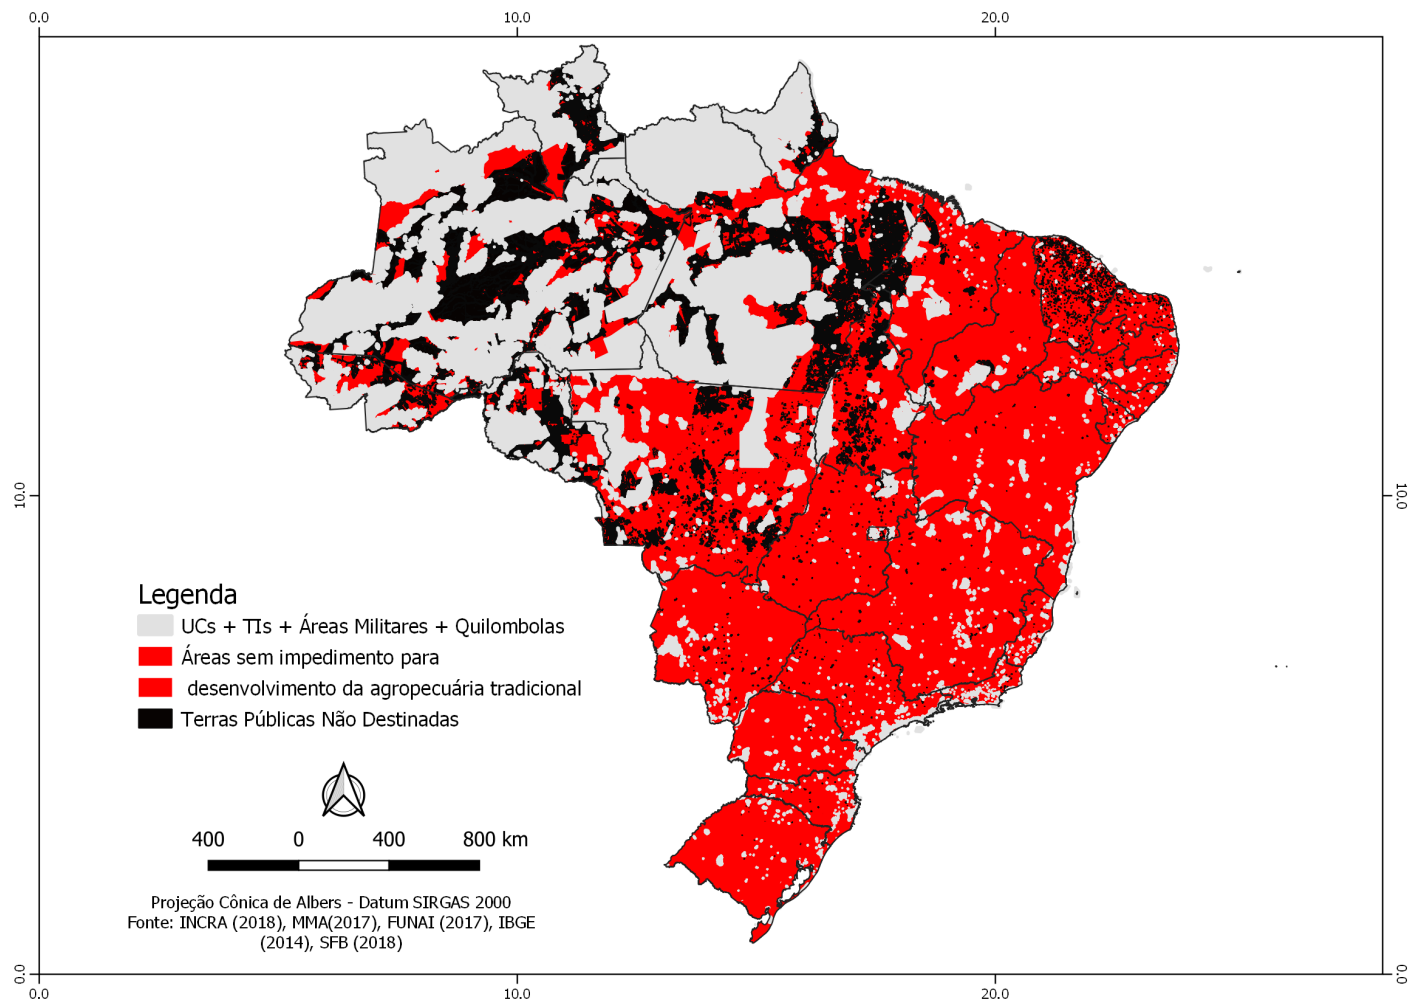 0.0 10.0 20.0
10.0 10.0
Legenda
UCs + TIs + Áreas Militares + Quilombolas
Áreas sem impedimento para
desenvolvimento da agropecuária tradicional
Terras Públicas Não Destinadas
400 0 400 800 km
Projeção Cônica de Albers - Datum SIRGAS 2000
Fonte: INCRA (2018), MMA(2017), FUNAI (2017), IBGE
(2014), SFB (2018)
0.0 0.0
0.0 10.0 20.0